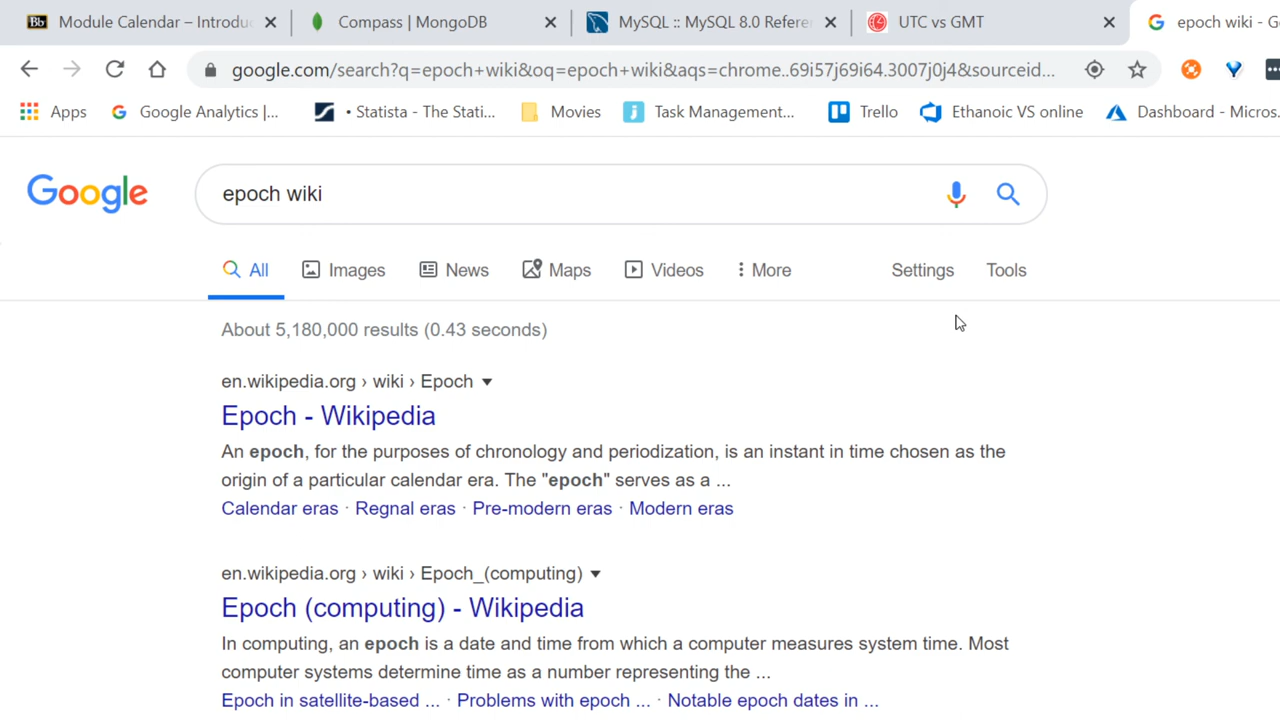 Bb Module Calendar – Introduc
Compass | MongoDB
MySQL :: MySQL 8.0 Refere
UTC vs GMT
epoch wiki - G
google.com/search?q=epoch+wiki&oq=epoch+wiki&aqs=chrome..69i57j69i64.3007j0j4&sourceid...
Apps
Google Analytics |...
• Statista - The Stati...
Movies
Task Management...
Trello
Ethanoic VS online
Dashboard - Micros.
Google
epoch wiki
All
Images
News
Maps
Videos
More
Settings
Tools
About 5,180,000 results (0.43 seconds)
en.wikipedia.org › wiki › Epoch
Epoch - Wikipedia
An epoch, for the purposes of chronology and periodization, is an instant in time chosen as the
origin of a particular calendar era. The "epoch" serves as a ...
Calendar eras · Regnal eras · Pre-modern eras · Modern eras
en.wikipedia.org › wiki › Epoch_(computing)
Epoch (computing) - Wikipedia
In computing, an epoch is a date and time from which a computer measures system time. Most
computer systems determine time as a number representing the ...
Epoch in satellite-based ... · Problems with epoch ... · Notable epoch dates in ...